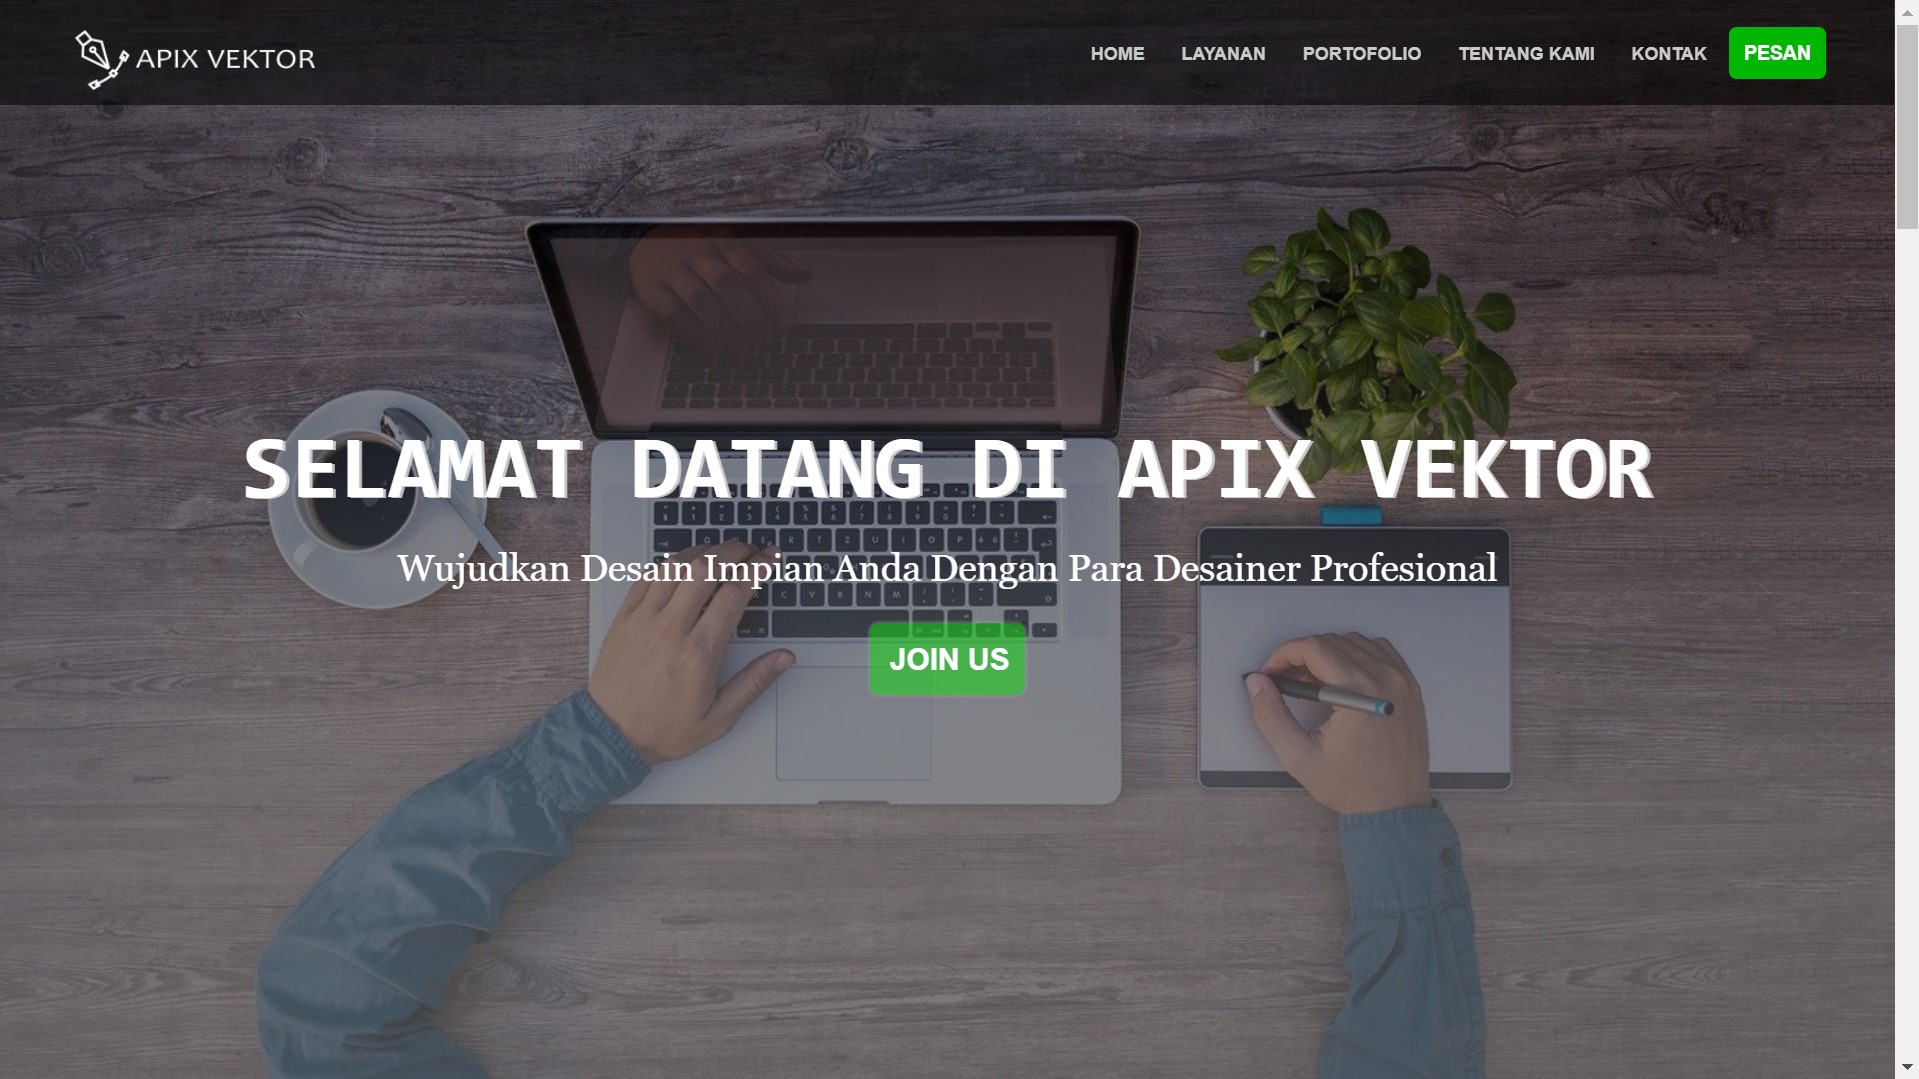 APIX VEKTOR
HOME
LAYANAN
PORTOFOLIO
TENTANG KAMI
KONTAK
PESAN
SELAMAT DATANG DI APIX VEKTOR
Wujudkan Desain Impian Anda Dengan Para Desainer Profesional
JOIN US